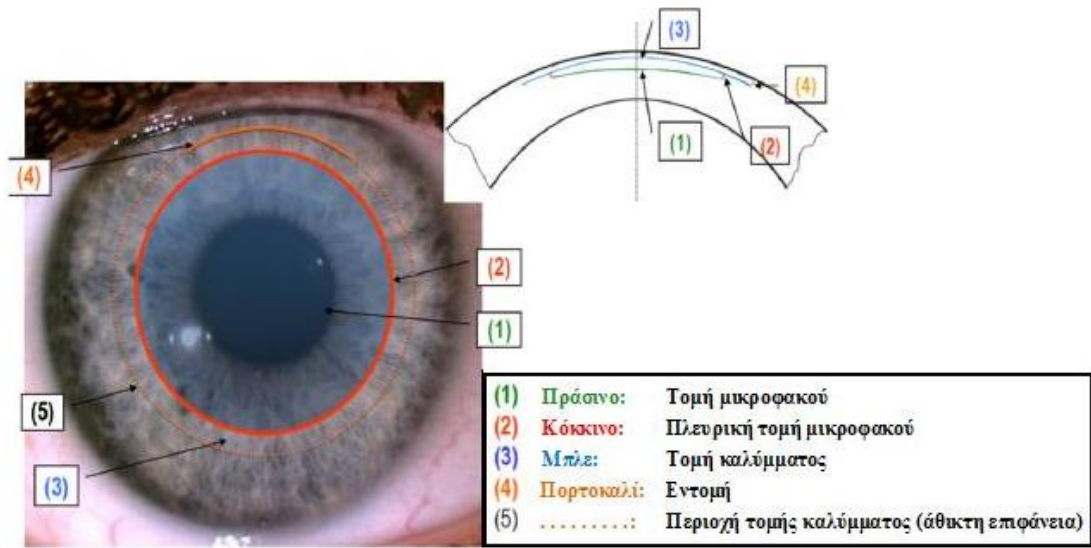 (3)
(4)
(1)
(2)
(4)
(2)
(1)
(5)
(3)
(1) Πράσινο: Τομή μικροφακού
(2) Κόκκινο: Πλευρική τομή μικροφακού
(3) Μπλε: Τομή καλύμματος
(4) Πορτοκαλί: Εντομή
(5) .........: Περιοχή τομής καλύμματος (άθικτη επιφάνεια)